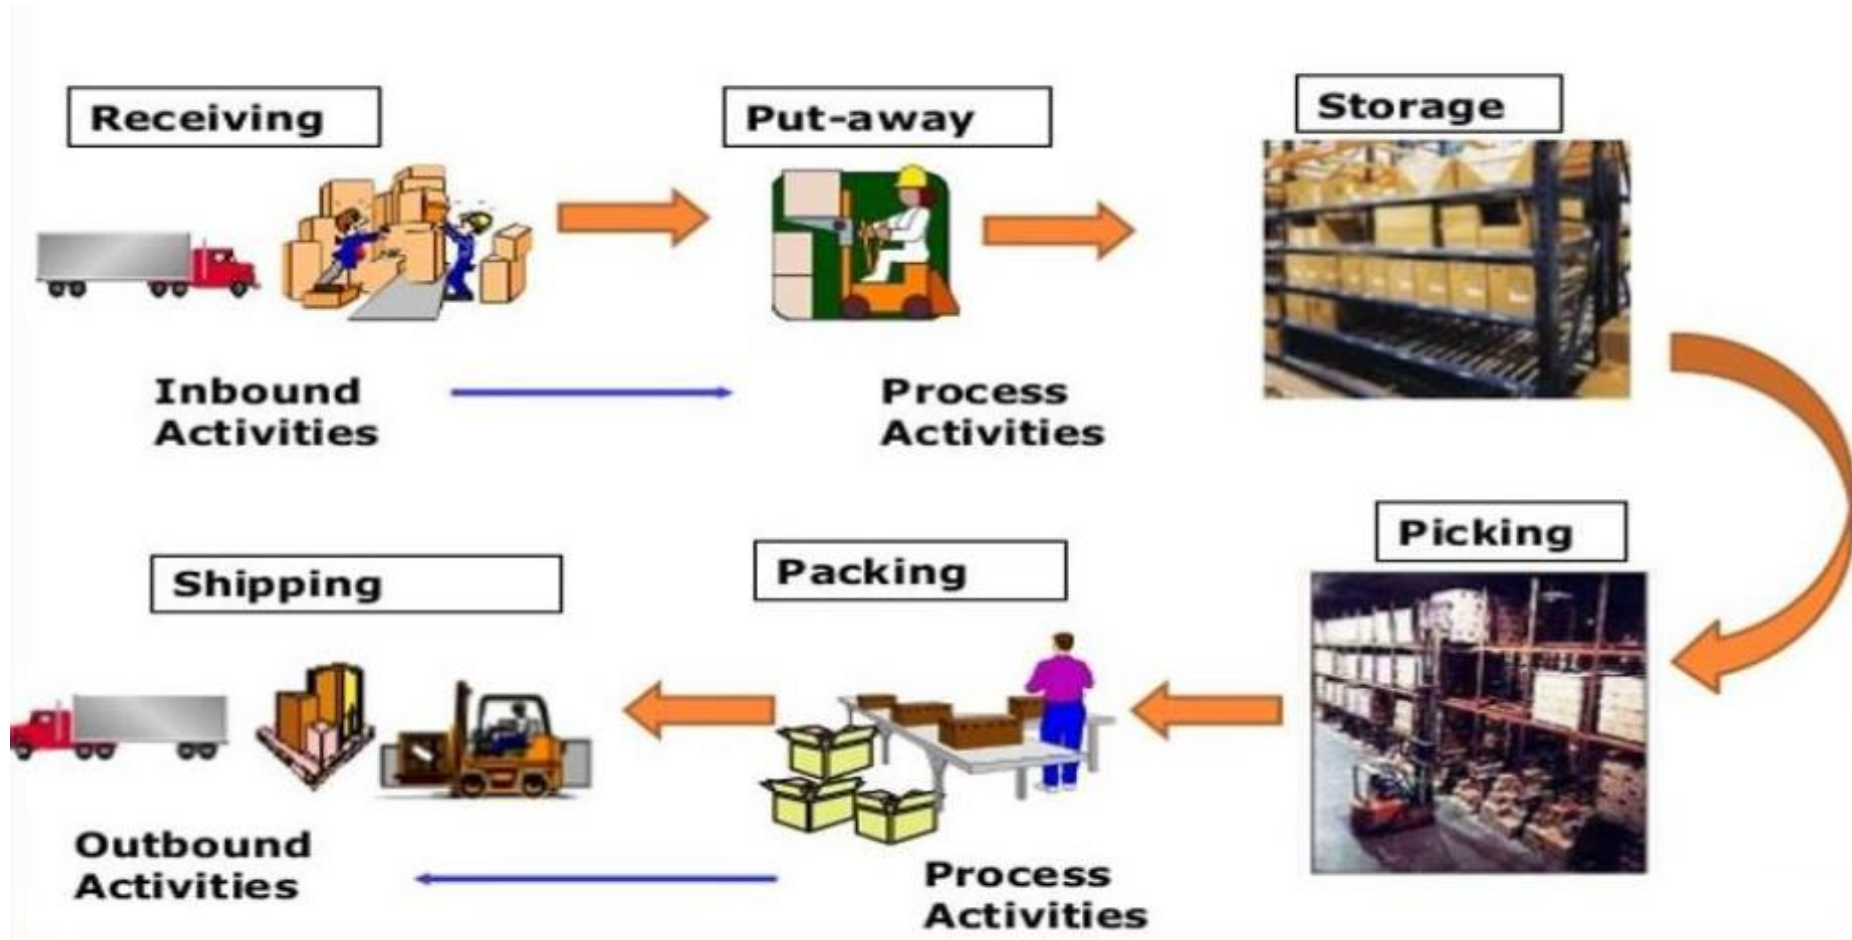 Receiving
Put-away
Storage
Inbound
Activities
Process
Activities
Picking
Packing
Shipping
Outbound
Activities
Process
Activities